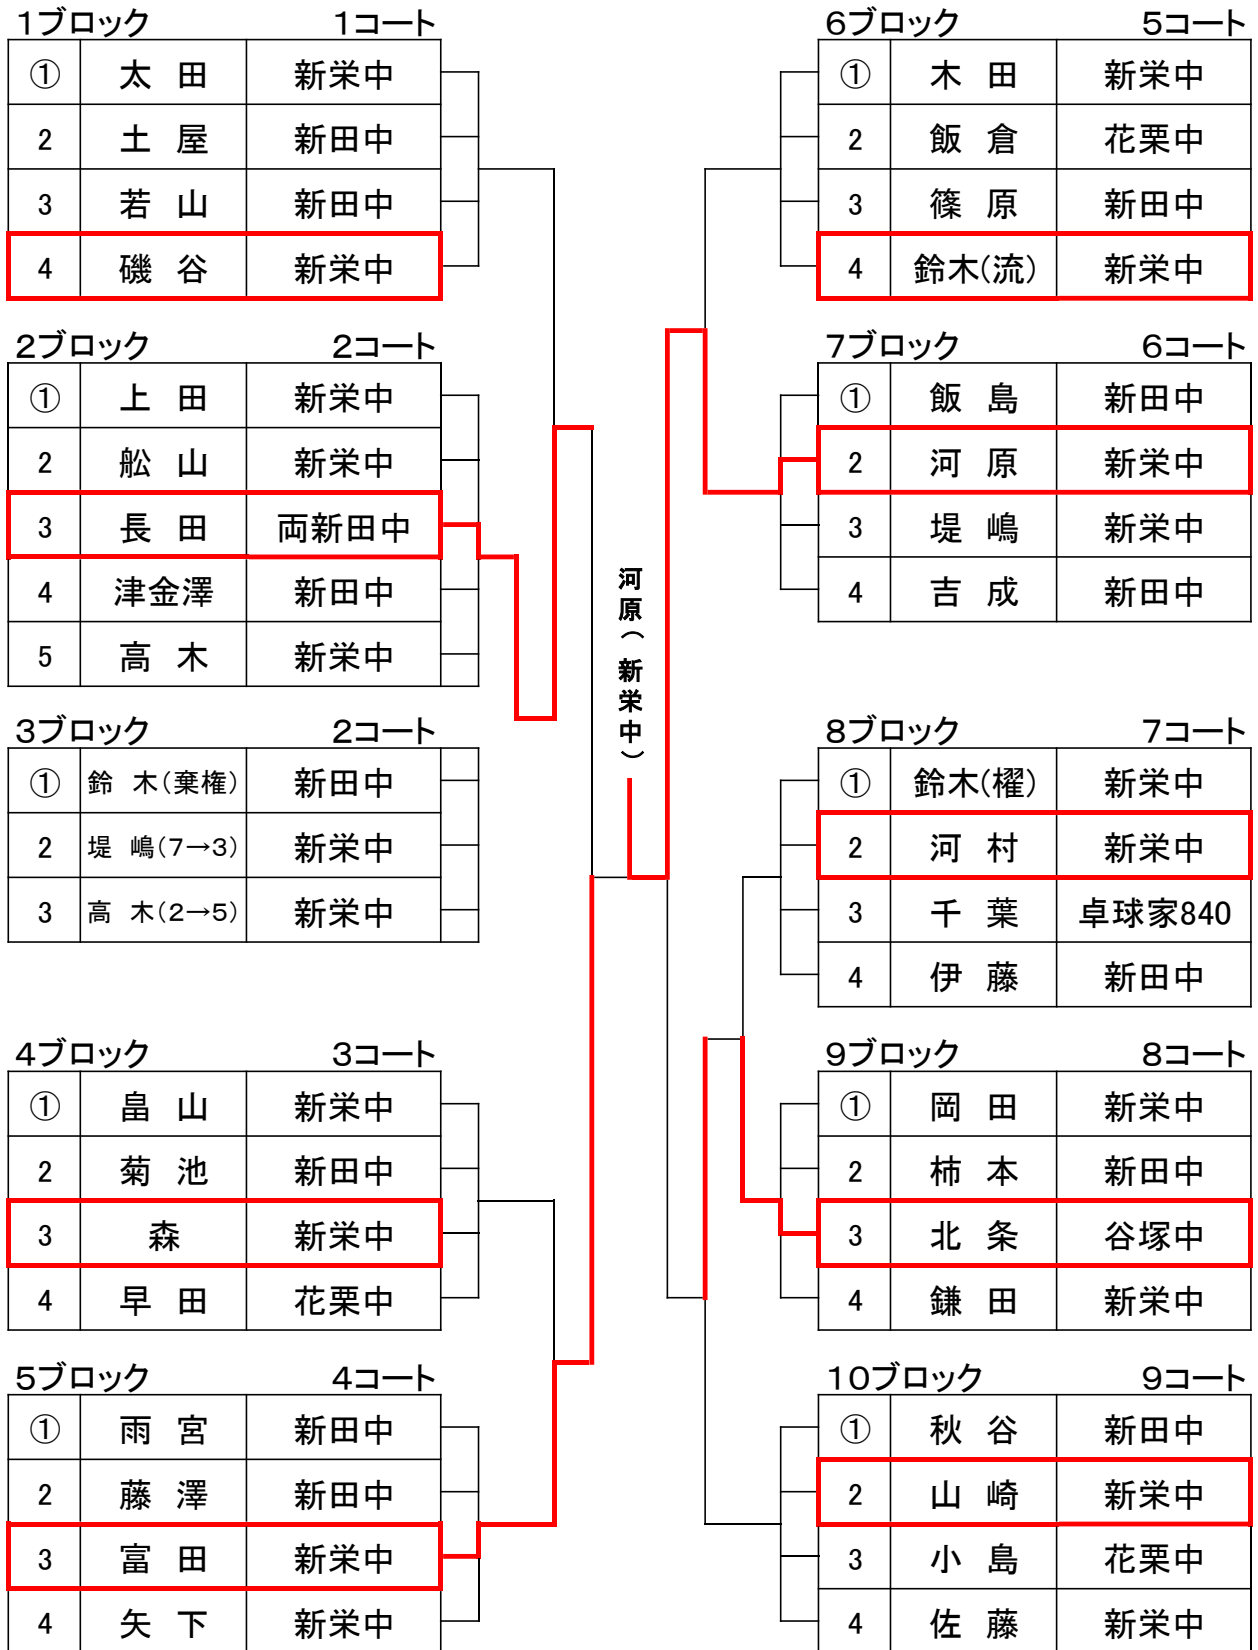 1ブロック 1コート
① 太 田 新栄中
2 土 屋 新田中
3 若 山 新田中
4 磯 谷 新栄中
2ブロック 2コート
① 上 田 新栄中
2 舩 山 新栄中
3 長 田 両新田中
4 津金澤 新田中
5 高 木 新栄中
3ブロック 2コート
① 鈴 木(棄権) 新田中
2 堤 嶋(7→3) 新栄中
3 高 木(2→5) 新栄中
4ブロック 3コート
① 畠 山 新栄中
2 菊 池 新田中
3 森 新栄中
4 早 田 花栗中
5ブロック 4コート
① 雨 宮 新田中
2 藤 澤 新田中
3 富 田 新栄中
4 矢 下 新栄中
河原(新栄中)
6ブロック 5コート
① 木 田 新栄中
2 飯 倉 花栗中
3 篠 原 新田中
4 鈴木(流) 新栄中
7ブロック 6コート
① 飯 島 新田中
2 河 原 新栄中
3 堤 嶋 新栄中
4 吉 成 新田中
8ブロック 7コート
① 鈴木(櫂) 新栄中
2 河 村 新栄中
3 千 葉 卓球家840
4 伊 藤 新田中
9ブロック 8コート
① 岡 田 新栄中
2 柿 本 新田中
3 北 条 谷塚中
4 鎌 田 新栄中
10ブロック 9コート
① 秋 谷 新田中
2 山 崎 新栄中
3 小 島 花栗中
4 佐 藤 新栄中